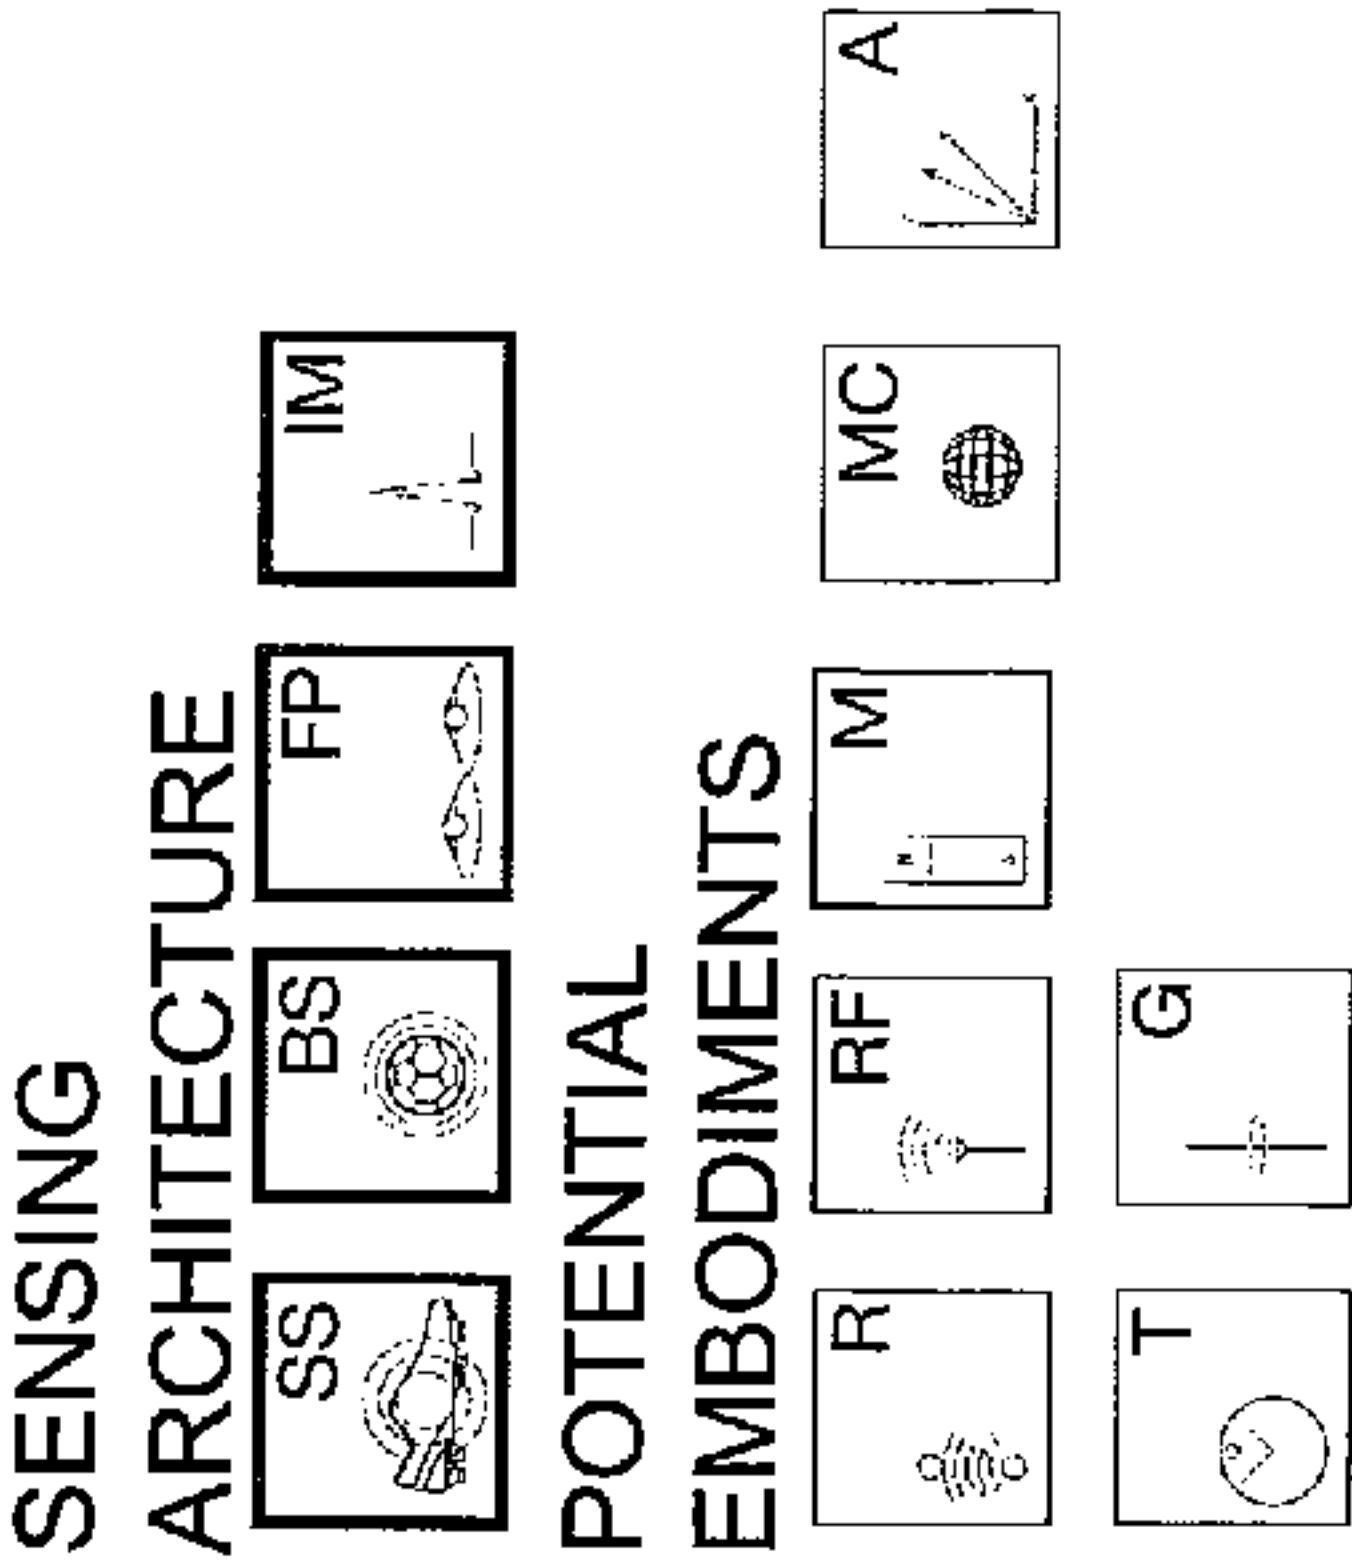 SENSING
ARCHITECTURE
SS BS FP IM
POTENTIAL
EMBODIMENTS
R RF M MC A
N
S
T G